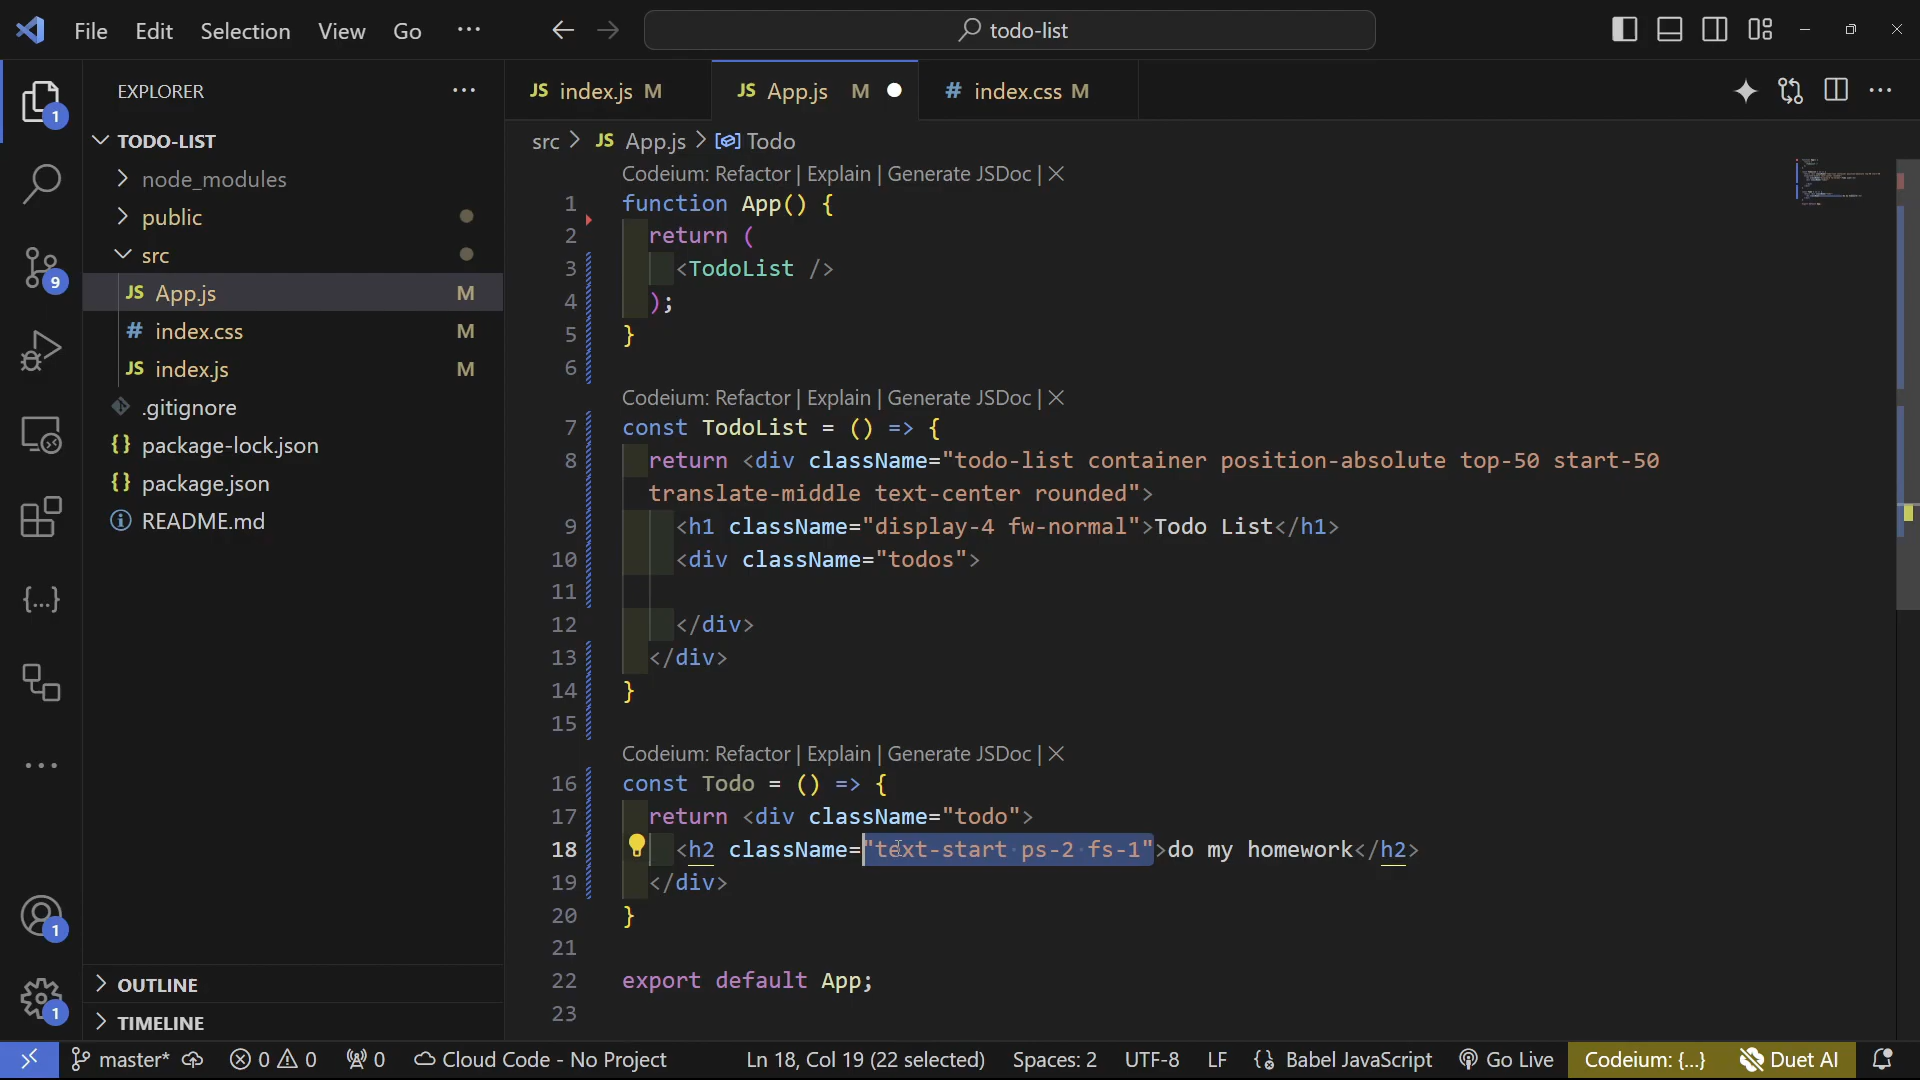 File Edit Selection View Go ··· todo-list
EXPLORER ···
TODO-LIST
node_modules
public
src
JS App.js M
# index.css M
JS index.js M
.gitignore
{} package-lock.json
{} package.json
README.md
OUTLINE
TIMELINE
1
9
{...}
1
1
JS index.js M JS App.js M # index.css M
src > JS App.js > Todo
Codeium: Refactor | Explain | Generate JSDoc | X
1 function App() {
2 return (
3 <TodoList />
4 );
5 }
6
Codeium: Refactor | Explain | Generate JSDoc | X
7 const TodoList = () => {
8 return <div className="todo-list container position-absolute top-50 start-50
translate-middle text-center rounded">
9 <h1 className="display-4 fw-normal">Todo List</h1>
10 <div className="todos">
11
12 </div>
13 </div>
14 }
15
Codeium: Refactor | Explain | Generate JSDoc | X
16 const Todo = () => {
17 return <div className="todo">
18 <h2 className="text-start ps-2 fs-1">do my homework</h2>
19 </div>
20 }
21
22 export default App;
23
master* 0 0 0 Cloud Code - No Project Ln 18, Col 19 (22 selected) Spaces: 2 UTF-8 LF Babel JavaScript Go Live Codeium: {...} Duet AI